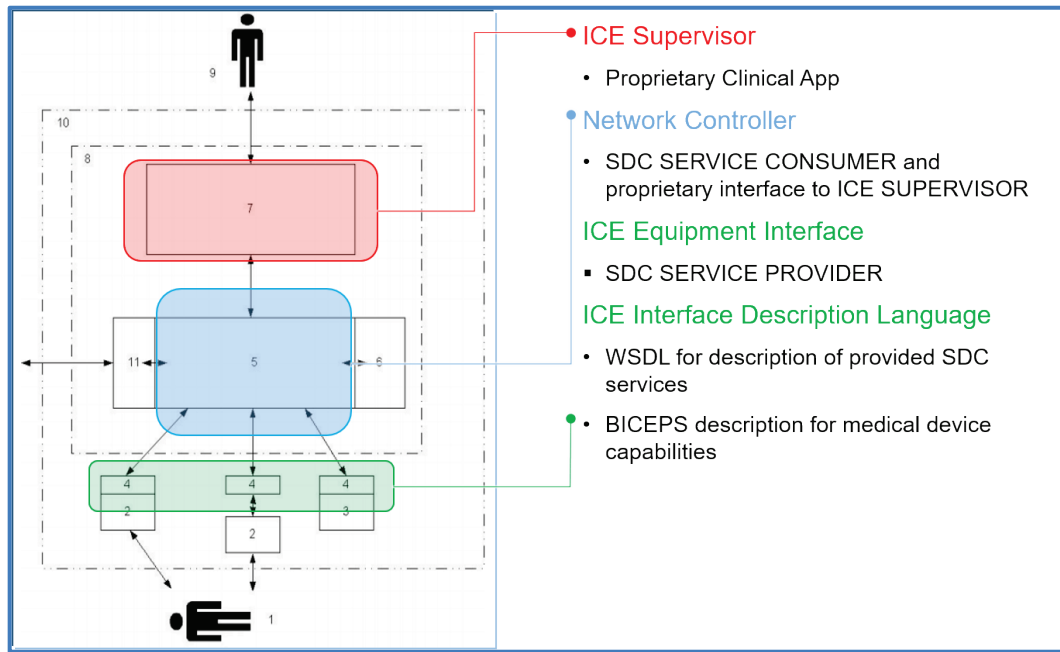 ICE Supervisor
• Proprietary Clinical App
Network Controller
• SDC SERVICE CONSUMER and
proprietary interface to ICE SUPERVISOR
ICE Equipment Interface
▪ SDC SERVICE PROVIDER
ICE Interface Description Language
• WSDL for description of provided SDC
services
• BICEPS description for medical device
capabilities
9
10
8
7
11 5 6
4 4 4
2 3
2
1